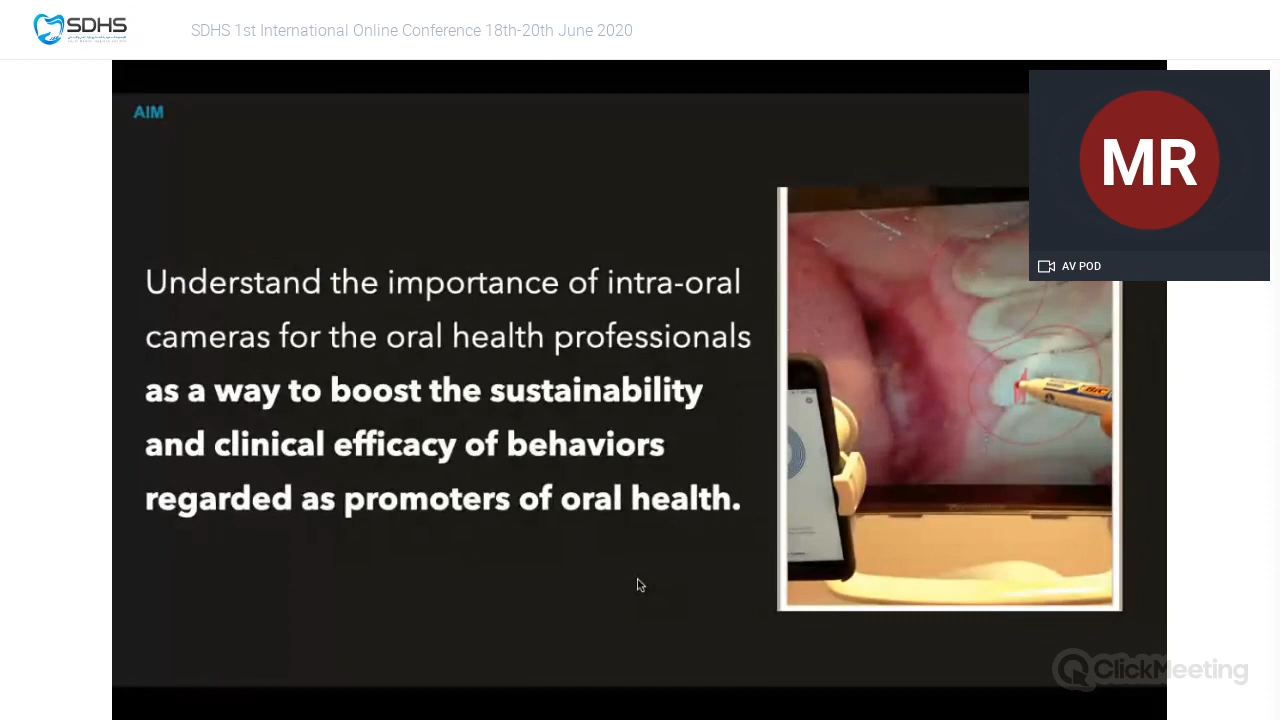 SDHS
SDHS 1st International Online Conference 18th-20th June 2020
AIM
MR
AV POD
Understand the importance of intra-oral
cameras for the oral health professionals
as a way to boost the sustainability
and clinical efficacy of behaviors
regarded as promoters of oral health.
BIC
ClickMeeting